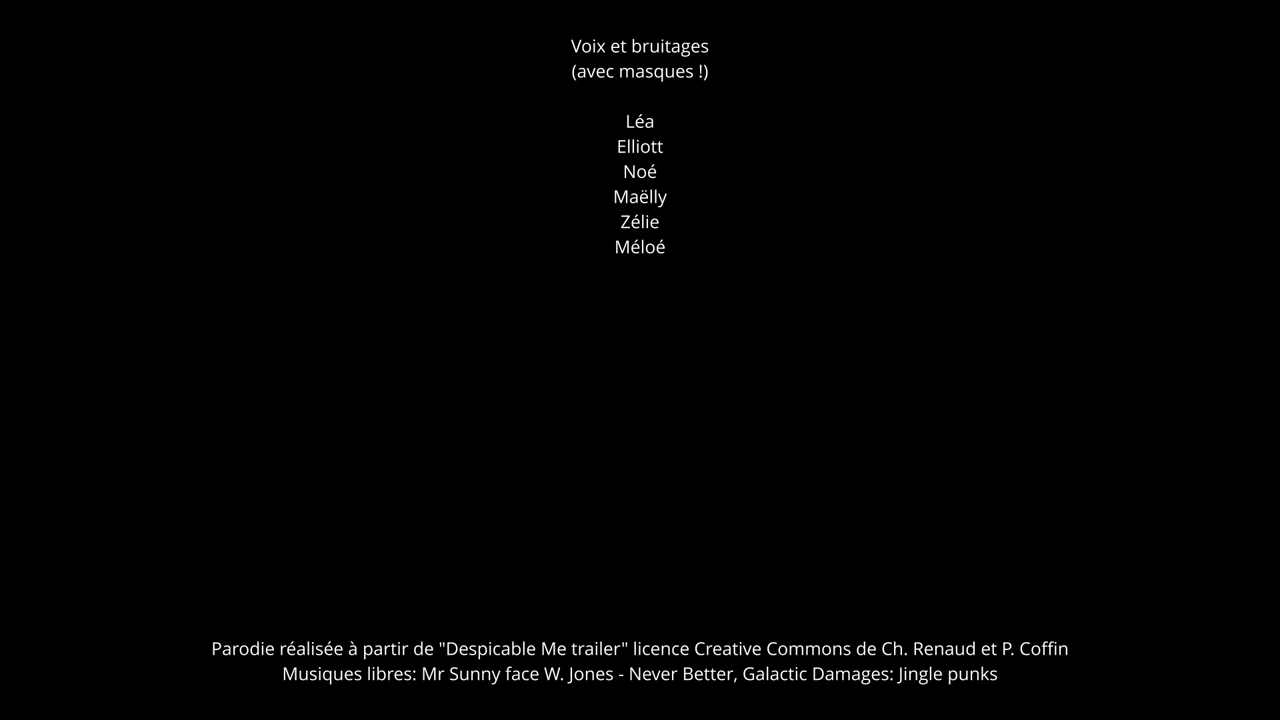 Voix et bruitages
(avec masques !)
Léa
Elliott
Noé
Maëlly
Zélie
Méloé
Parodie réalisée à partir de "Despicable Me trailer" licence Creative Commons de Ch. Renaud et P. Coffin
Musiques libres: Mr Sunny face W. Jones - Never Better, Galactic Damages: Jingle punks